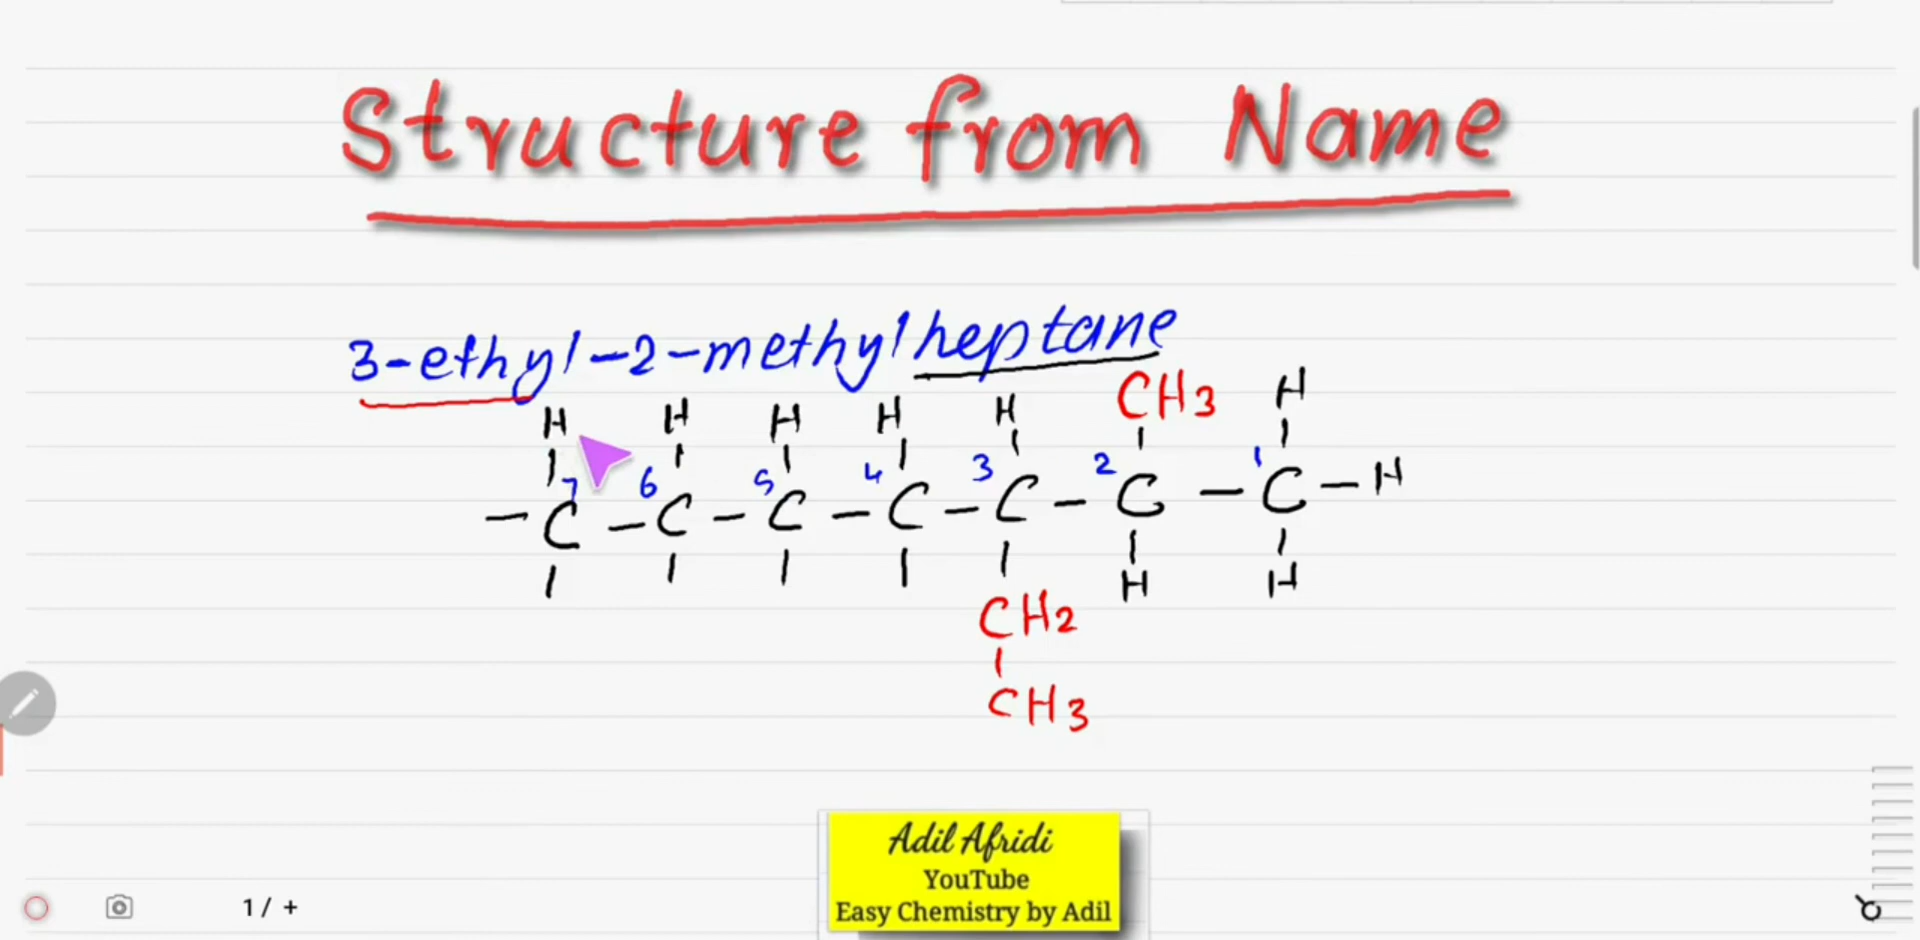 Structure from Name
3-ethyl-2-methylheptane
H H H H H CH3 H
7 6 5 4 3 2 1
-C-C-C-C-C-C-C-H
H H
CH2
CH3
Adil Afridi
YouTube
Easy Chemistry by Adil
1 / +